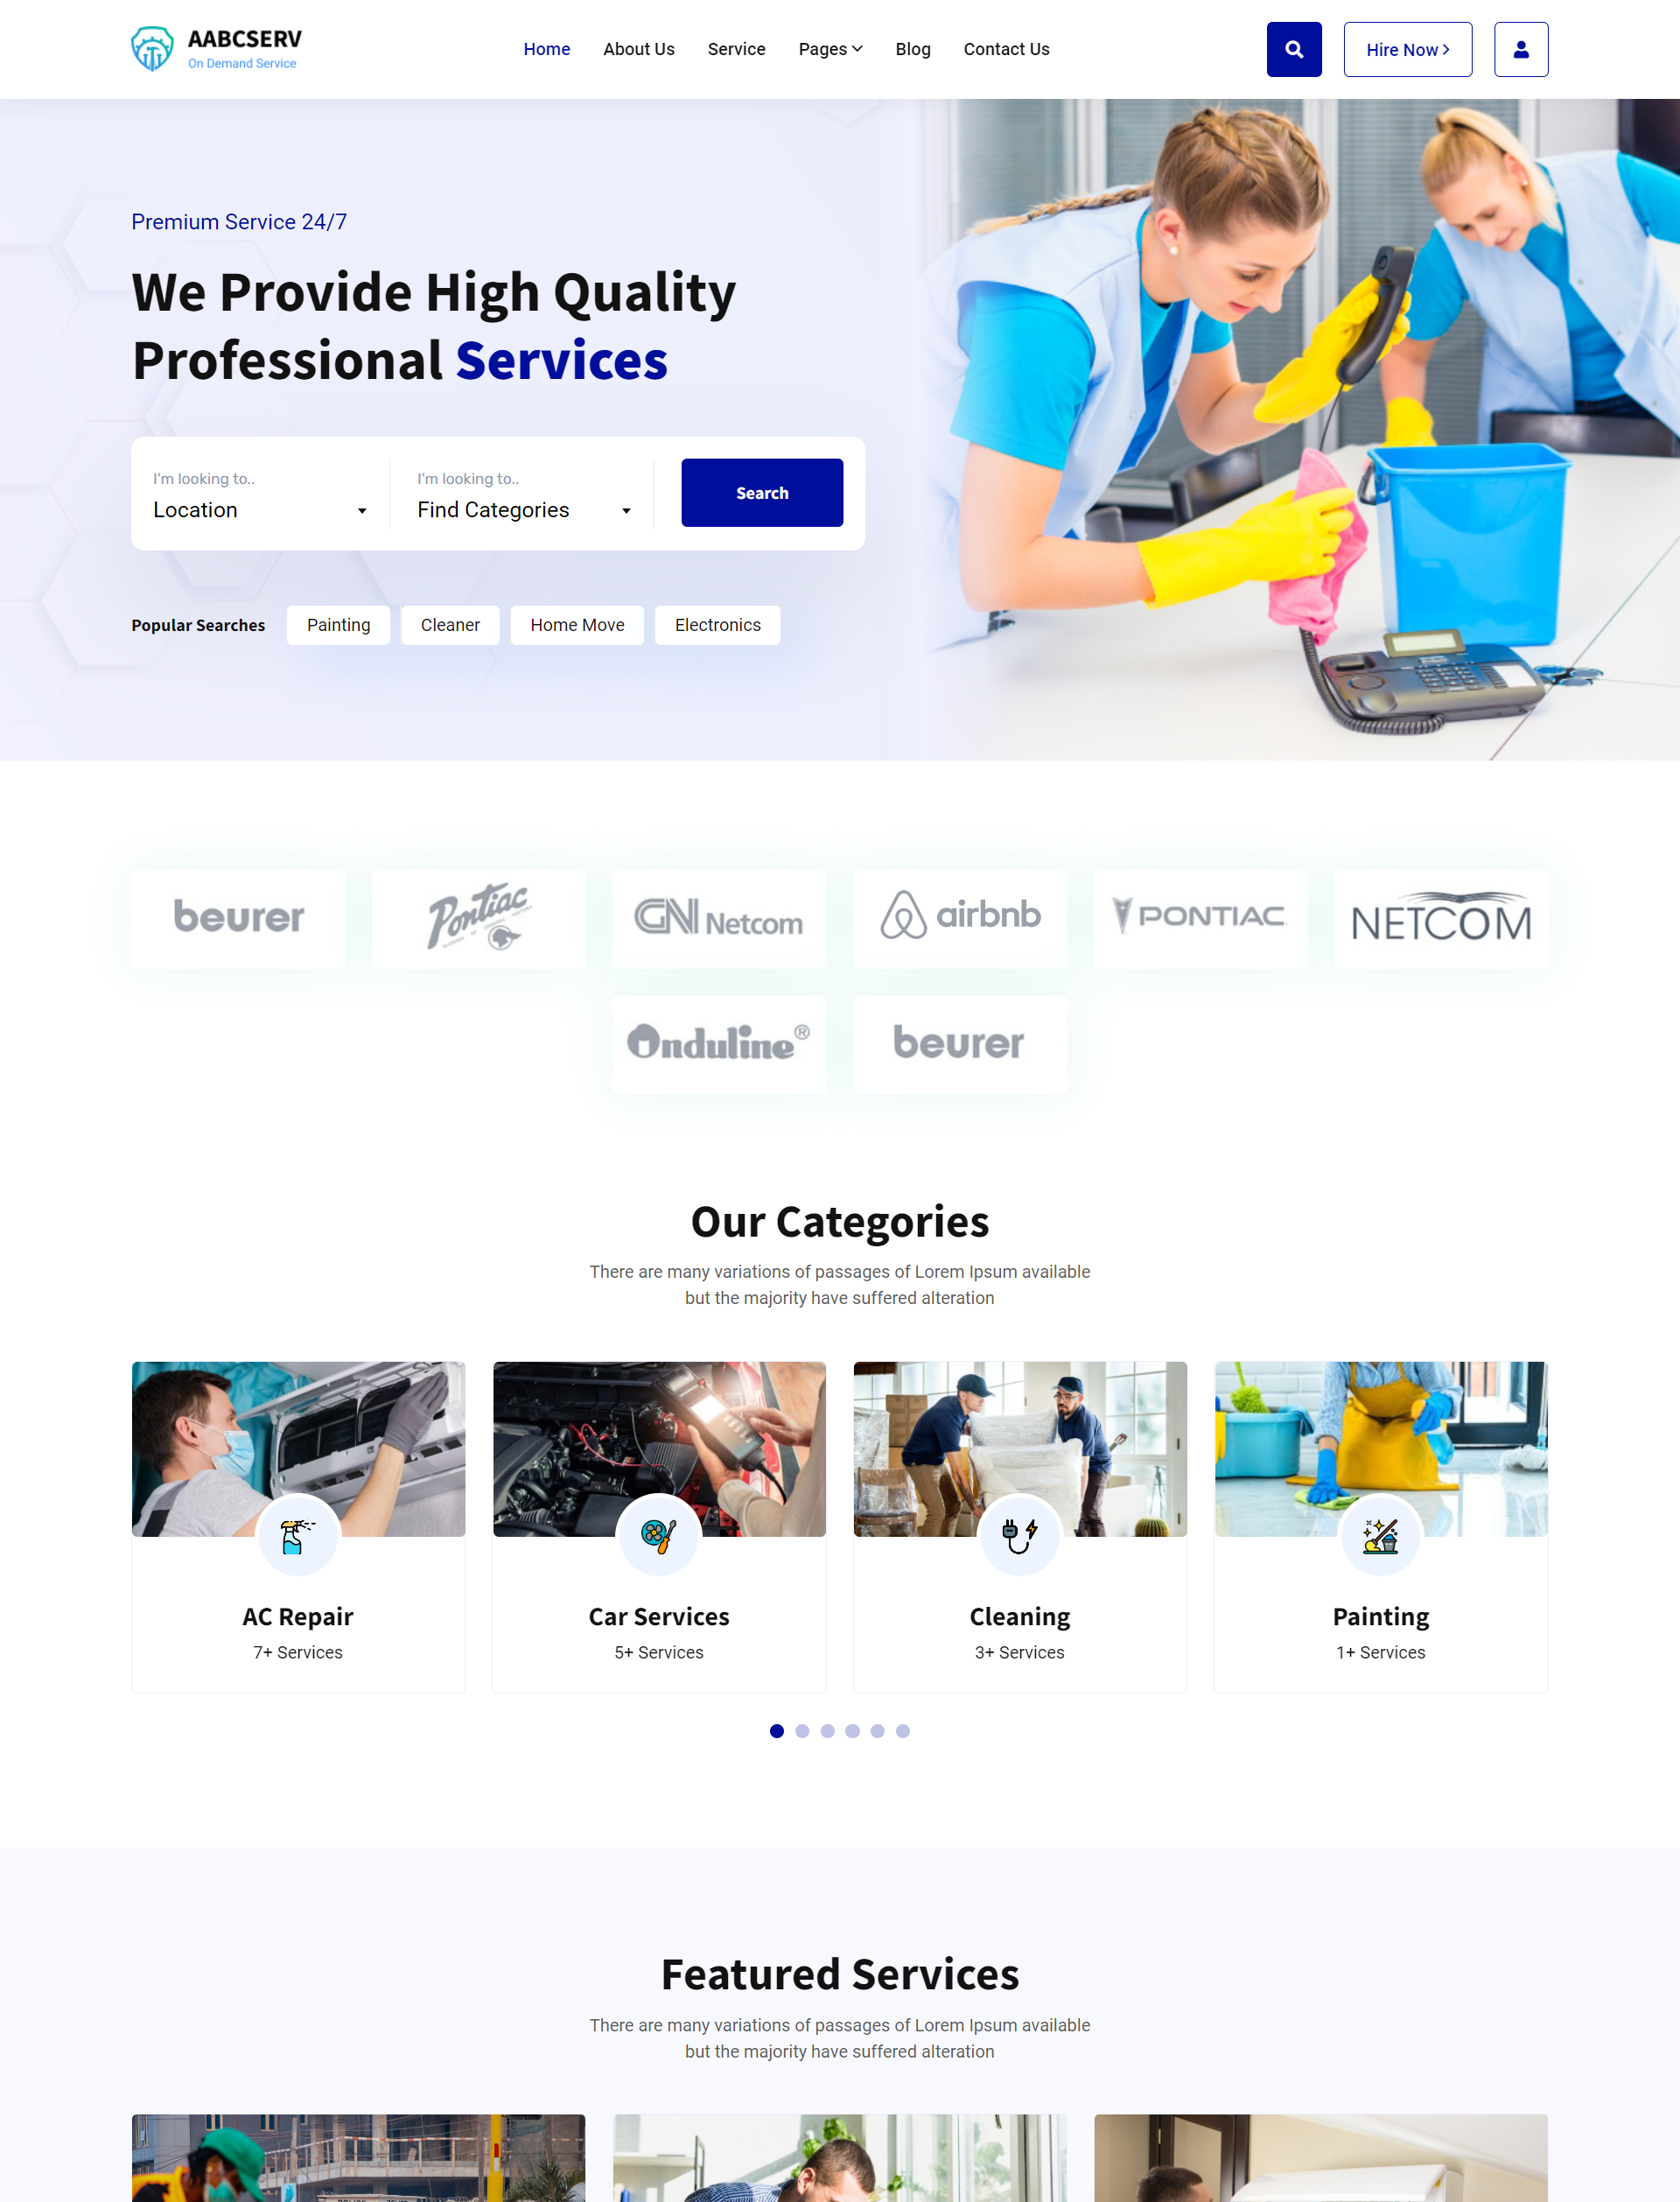 AABCSERV
On Demand Service
Home
About Us
Service
Pages
Blog
Contact Us
Hire Now
Premium Service 24/7
We Provide High Quality
Professional Services
I'm looking to..
Location
I'm looking to..
Find Categories
Search
Popular Searches
Painting
Cleaner
Home Move
Electronics
beurer
Pontiac
GN Netcom
airbnb
PONTIAC
NETCOM
Onduline®
beurer
Our Categories
There are many variations of passages of Lorem Ipsum available
but the majority have suffered alteration
AC Repair
7+ Services
Car Services
5+ Services
Cleaning
3+ Services
Painting
1+ Services
Featured Services
There are many variations of passages of Lorem Ipsum available
but the majority have suffered alteration